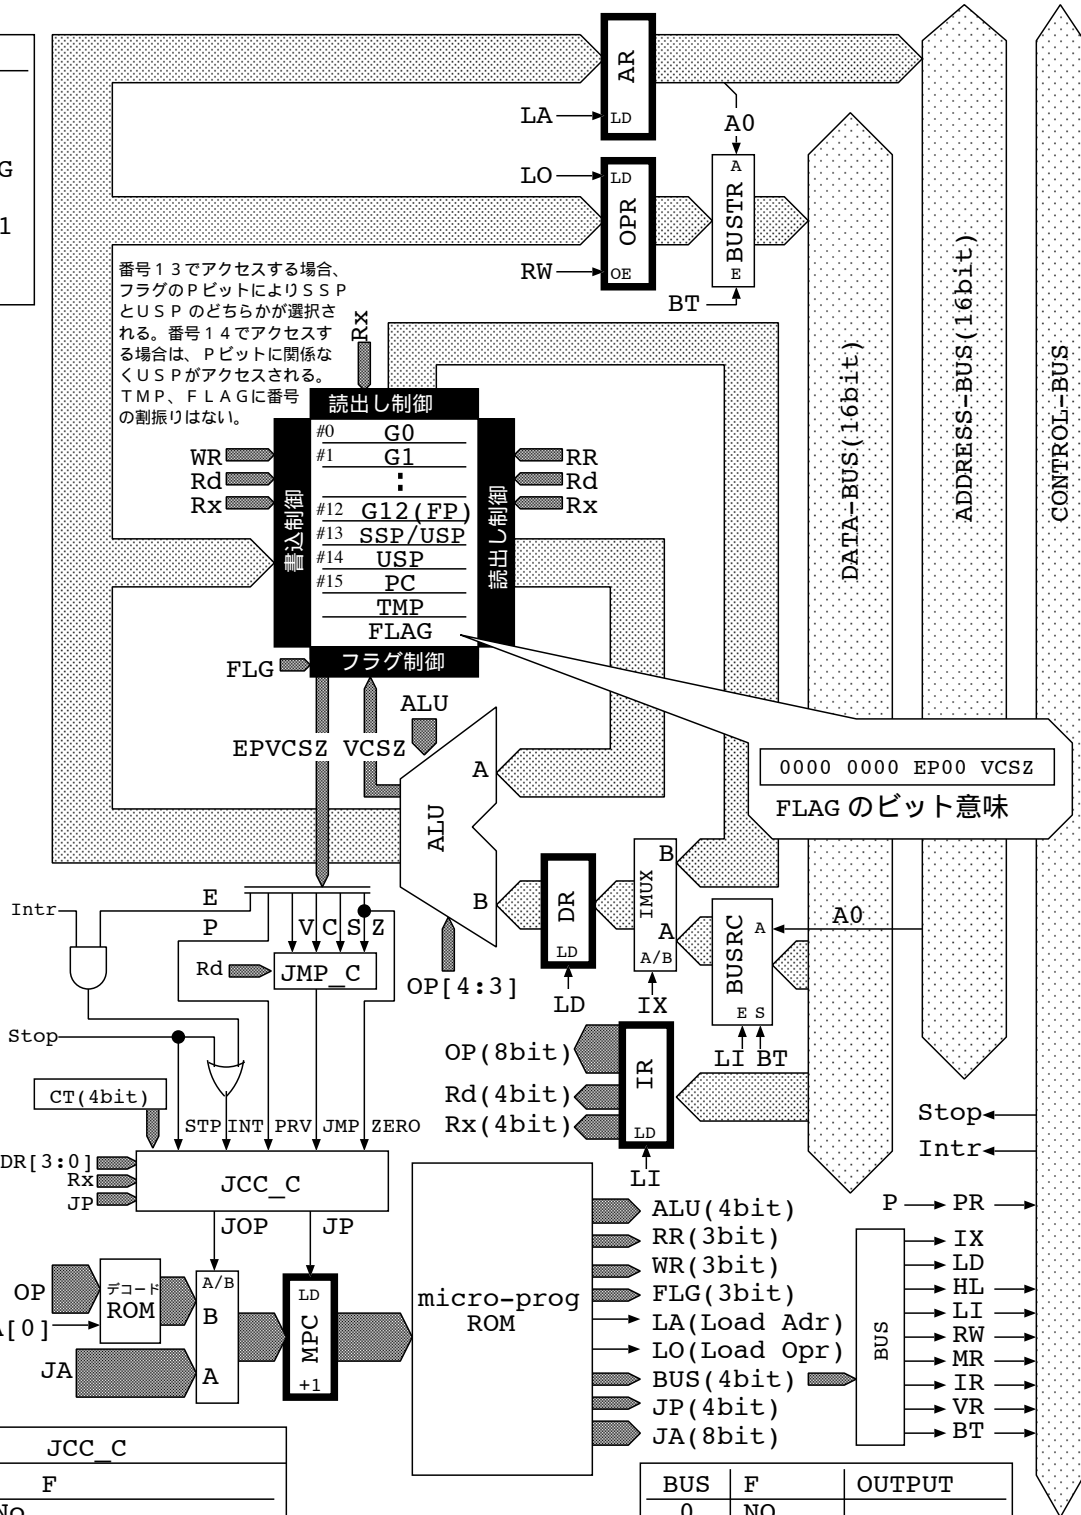 AR
LA
LD
A0
G
1
LO
LD
OPR
RW
OE
A
BUSTR
E
BT
番号１３でアクセスする場合、
フラグのＰビットによりＳＳＰ
とＵＳＰのどちらかが選択さ
れる。番号１４でアクセスす
る場合は、Ｐビットに関係な
くＵＳＰがアクセスされる。
ＴＭＰ、ＦＬＡＧに番号
の割振りはない。
Rx
読出し制御
#0 G0
#1 G1
⋮
#12 G12(FP)
#13 SSP/USP
#14 USP
#15 PC
TMP
FLAG
WR
Rd
Rx
書込制御
読出し制御
RR
Rd
Rx
FLG
フラグ制御
DATA-BUS(16bit)
ADDRESS-BUS(16bit)
CONTROL-BUS
EPVCSZ
VCSZ
ALU
ALU
A
B
0000 0000 EP00 VCSZ
FLAG のビット意味
OP[4:3]
DR
LD
LD
B
IMUX
A
A/B
IX
BUSRC
A
E S
LI BT
A0
Intr
E
P
V C S Z
Rd
JMP_C
Stop
CT(4bit)
STP INT PRV JMP ZERO
DR[3:0]
Rx
JP
JCC_C
JOP
JP
OP(8bit)
Rd(4bit)
Rx(4bit)
IR
LD
LI
Stop
Intr
P PR
OP
デコード
ROM
A[0]
JA
A/B
B
A
LD
MPC
+1
micro-prog
ROM
ALU(4bit)
RR(3bit)
WR(3bit)
FLG(3bit)
LA(Load Adr)
LO(Load Opr)
BUS(4bit)
JP(4bit)
JA(8bit)
BUS
IX
LD
HL
LI
RW
MR
IR
VR
BT
JCC_C
F
No
BUS F OUTPUT
0 NO